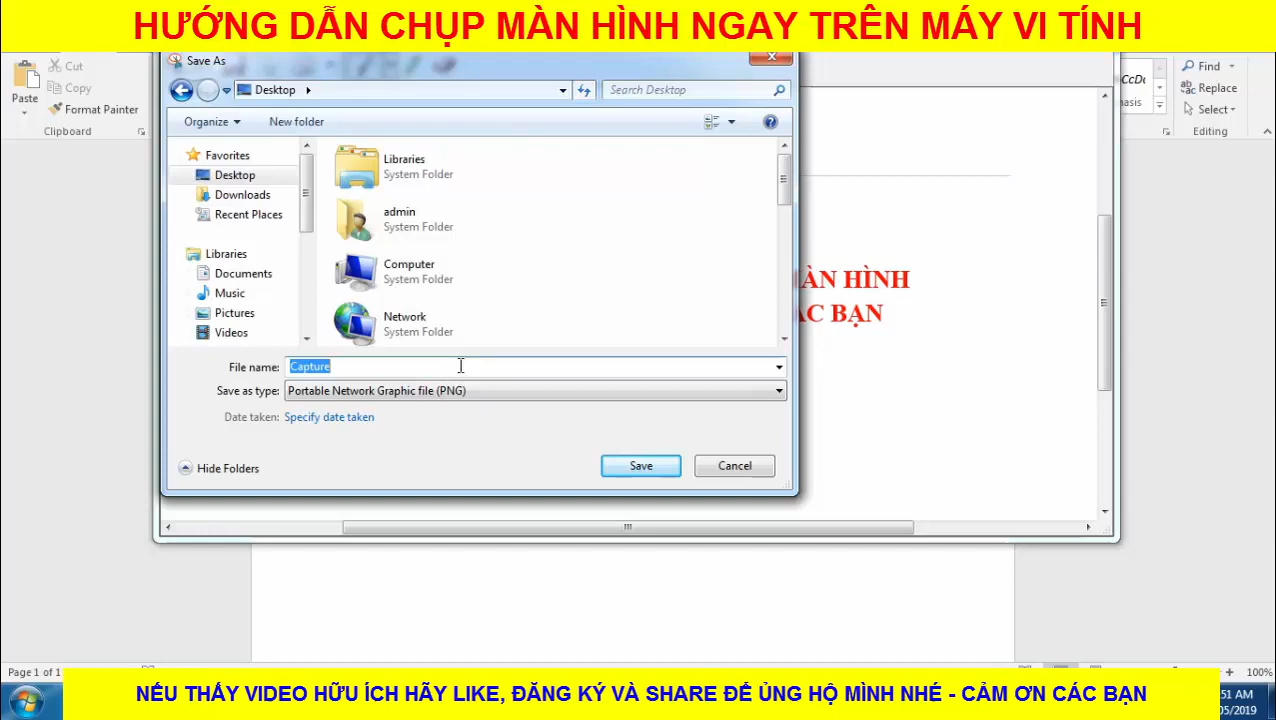 HƯỚNG DẪN CHỤP MÀN HÌNH NGAY TRÊN MÁY VI TÍNH
Save As
Cut
Copy
Paste
Format Painter
Clipboard
Desktop
Search Desktop
Find
Replace
Select
Editing
Organize
New folder
Favorites
Desktop
Downloads
Recent Places
Libraries
Documents
Music
Pictures
Videos
Libraries
System Folder
admin
System Folder
Computer
System Folder
Network
System Folder
ÀN HÌNH
ÁC BẠN
File name: Capture
Save as type: Portable Network Graphic file (PNG)
Date taken: Specify date taken
Hide Folders
Save
Cancel
Page 1 of 1
100%
NẾU THẤY VIDEO HỮU ÍCH HÃY LIKE, ĐĂNG KÝ VÀ SHARE ĐỂ ỦNG HỘ MÌNH NHÉ - CẢM ƠN CÁC BẠN
51 AM
05/2019